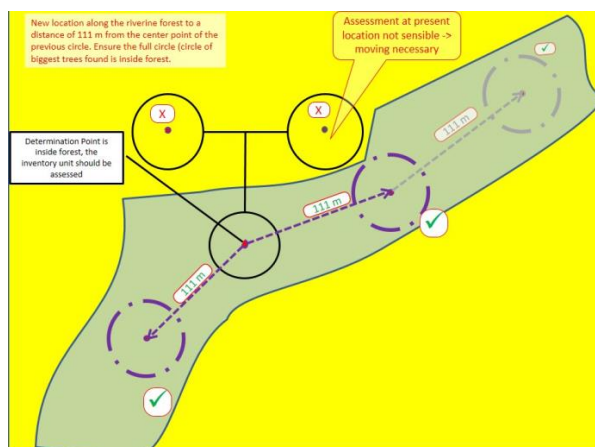 New location along the riverine forest to a
distance of 111 m from the center point of the
previous circle. Ensure the full circle (circle of
biggest trees found is inside forest.
Assessment at present
location not sensible ->
moving necessary
X
X
Determination Point is
inside forest, the
inventory unit should be
assessed
111 m
111 m
111 m